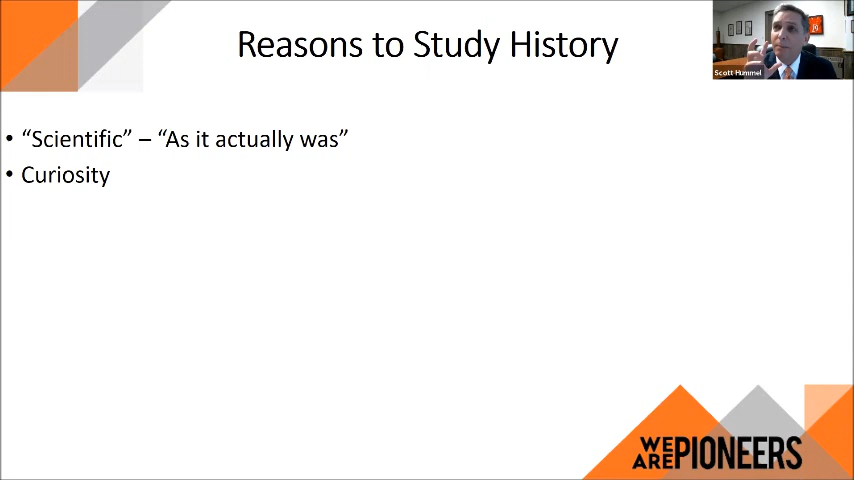 Reasons to Study History
Scott Hummel
• “Scientific” – “As it actually was”
• Curiosity
WE ARE PIONEERS